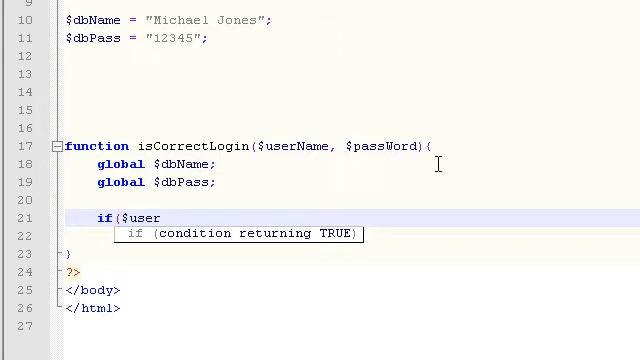 9
10 $dbName = "Michael Jones";
11 $dbPass = "12345";
12
13
14
15
16
17 function isCorrectLogin($userName, $passWord){
18 global $dbName;
19 global $dbPass;
20
21 if($user
22 if (condition returning TRUE)
23 }
24 ?>
25 </body>
26 </html>
27